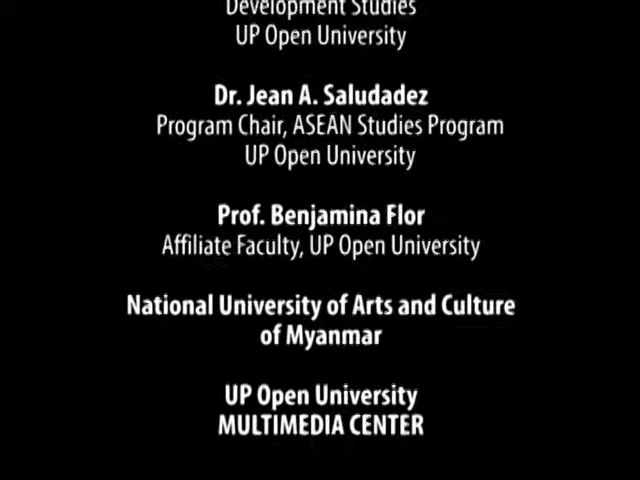 Development Studies
UP Open University
Dr. Jean A. Saludadez
Program Chair, ASEAN Studies Program
UP Open University
Prof. Benjamina Flor
Affiliate Faculty, UP Open University
National University of Arts and Culture
of Myanmar
UP Open University
MULTIMEDIA CENTER